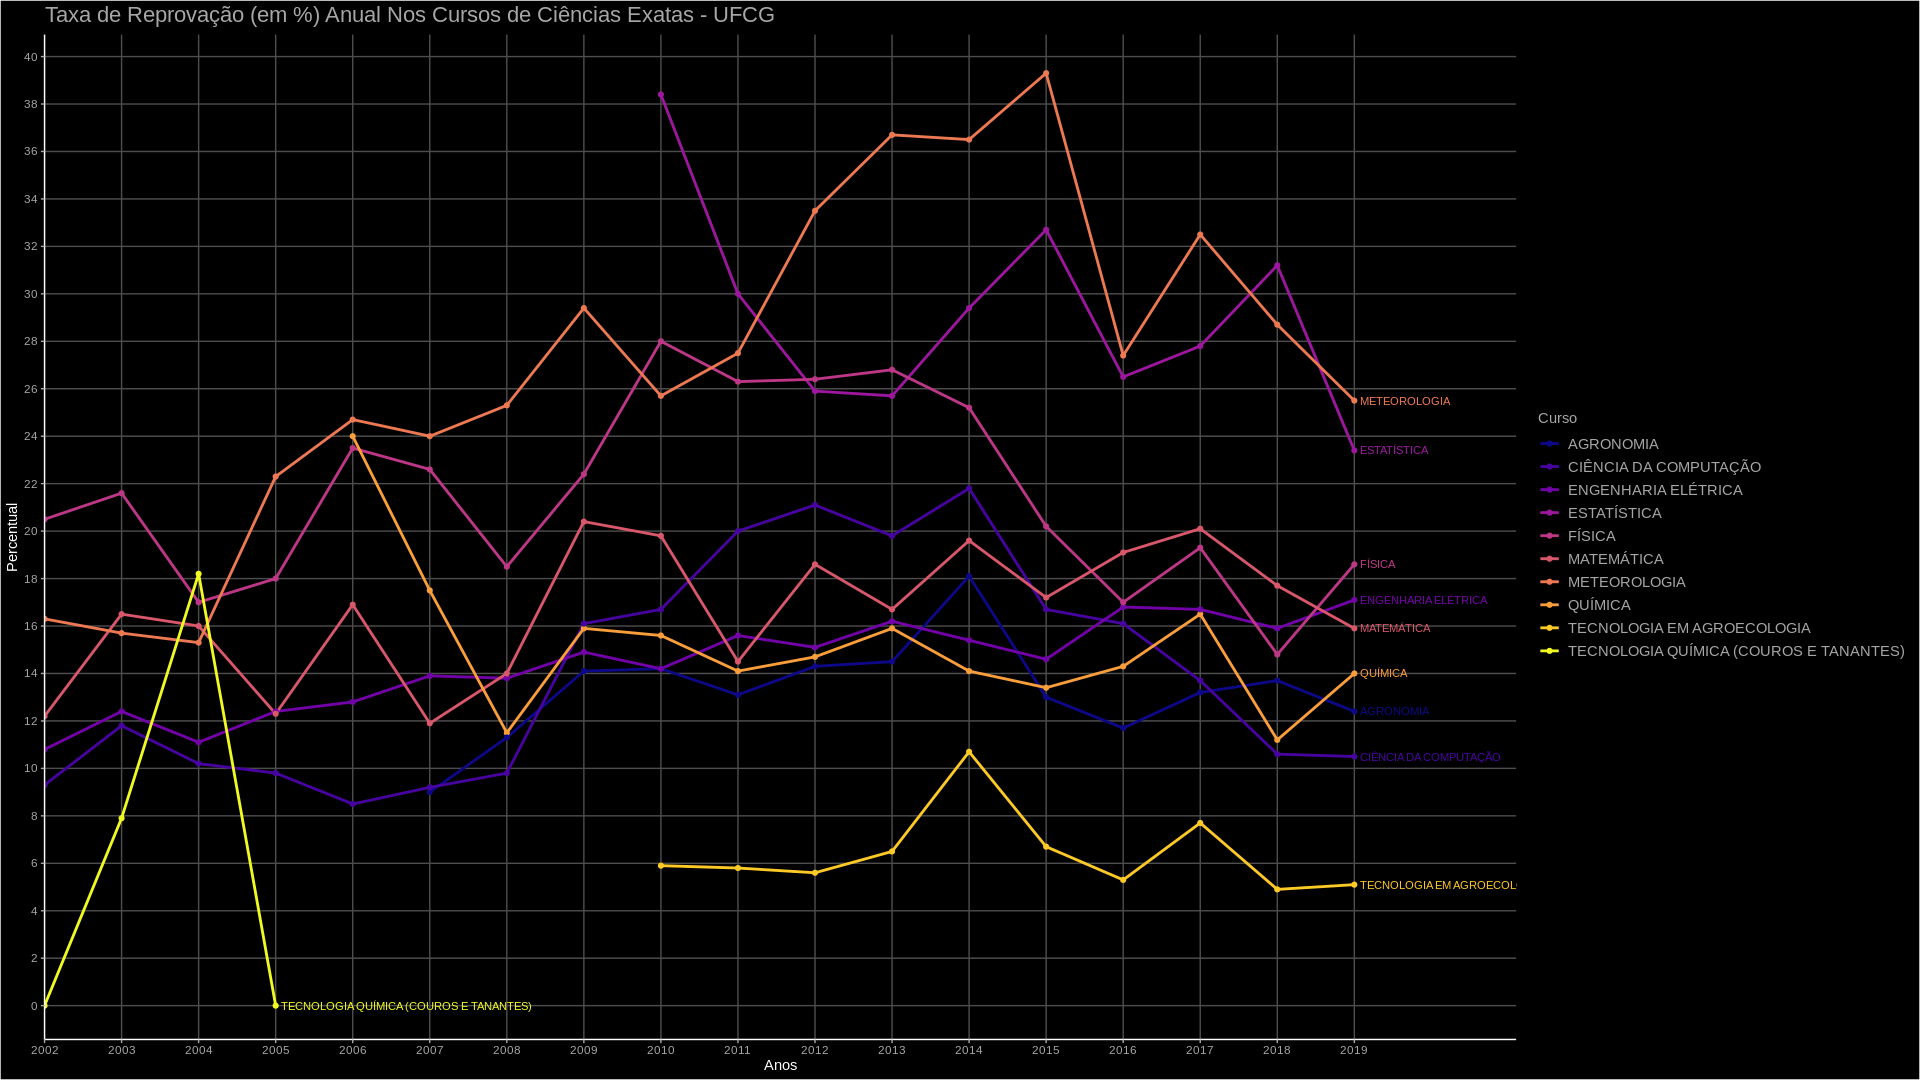 Taxa de Reprovação (em %) Anual Nos Cursos de Ciências Exatas - UFCG
40
38
36
34
32
30
28
26
24
22
20
18
16
14
12
10
8
6
4
2
0
Percentual
METEOROLOGIA
ESTATÍSTICA
FÍSICA
ENGENHARIA ELÉTRICA
MATEMÁTICA
QUÍMICA
AGRONOMIA
CIÊNCIA DA COMPUTAÇÃO
TECNOLOGIA EM AGROECOL
TECNOLOGIA QUÍMICA (COUROS E TANANTES)
2002 2003 2004 2005 2006 2007 2008 2009 2010 2011 2012 2013 2014 2015 2016 2017 2018 2019
Anos
Curso
AGRONOMIA
CIÊNCIA DA COMPUTAÇÃO
ENGENHARIA ELÉTRICA
ESTATÍSTICA
FÍSICA
MATEMÁTICA
METEOROLOGIA
QUÍMICA
TECNOLOGIA EM AGROECOLOGIA
TECNOLOGIA QUÍMICA (COUROS E TANANTES)